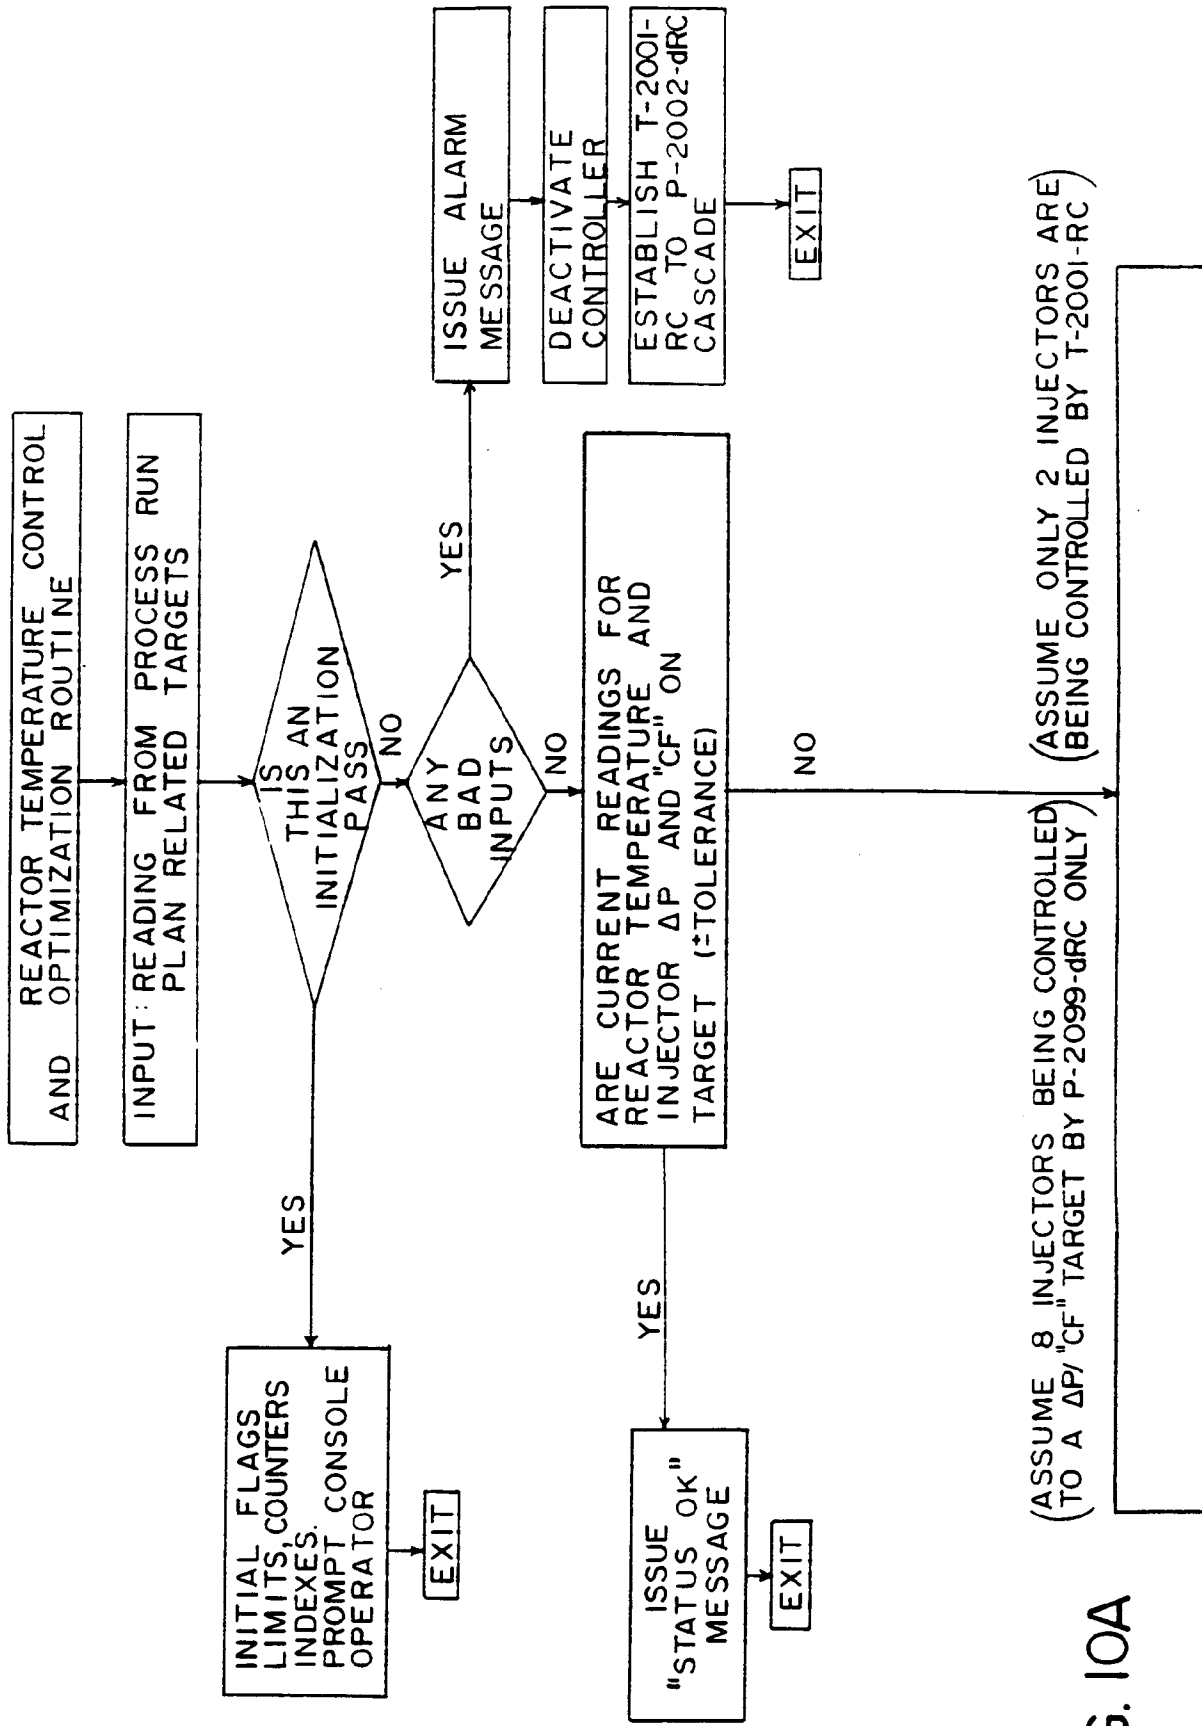 REACTOR TEMPERATURE CONTROL
AND OPTIMIZATION ROUTINE
INPUT: READING FROM PROCESS RUN
PLAN RELATED TARGETS
IS
THIS AN
INITIALIZATION
PASS
YES
NO
INITIAL FLAGS
LIMITS, COUNTERS
INDEXES.
PROMPT CONSOLE
OPERATOR
EXIT
ANY
BAD
INPUTS
YES
NO
ISSUE ALARM
MESSAGE
DEACTIVATE
CONTROLLER
ESTABLISH T-2001-
RC TO P-2002-dRC
CASCADE
EXIT
ARE CURRENT READINGS FOR
REACTOR TEMPERATURE AND
INJECTOR ΔP AND "CF" ON
TARGET (±TOLERANCE)
YES
NO
ISSUE
"STATUS OK"
MESSAGE
EXIT
(ASSUME 8 INJECTORS BEING CONTROLLED
TO A ΔP/"CF" TARGET BY P-2099-dRC ONLY)
(ASSUME ONLY 2 INJECTORS ARE
BEING CONTROLLED BY T-2001-RC)
G. 10A